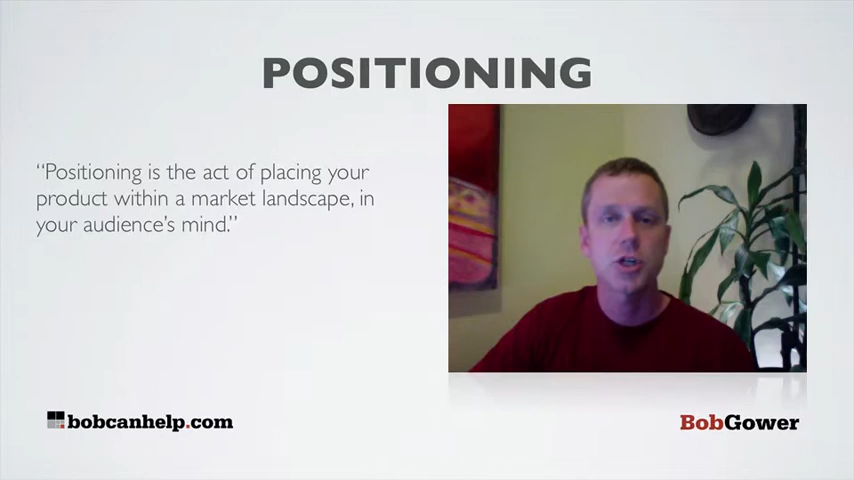 POSITIONING
“Positioning is the act of placing your
product within a market landscape, in
your audience’s mind.”
bobcanhelp.com
BobGower